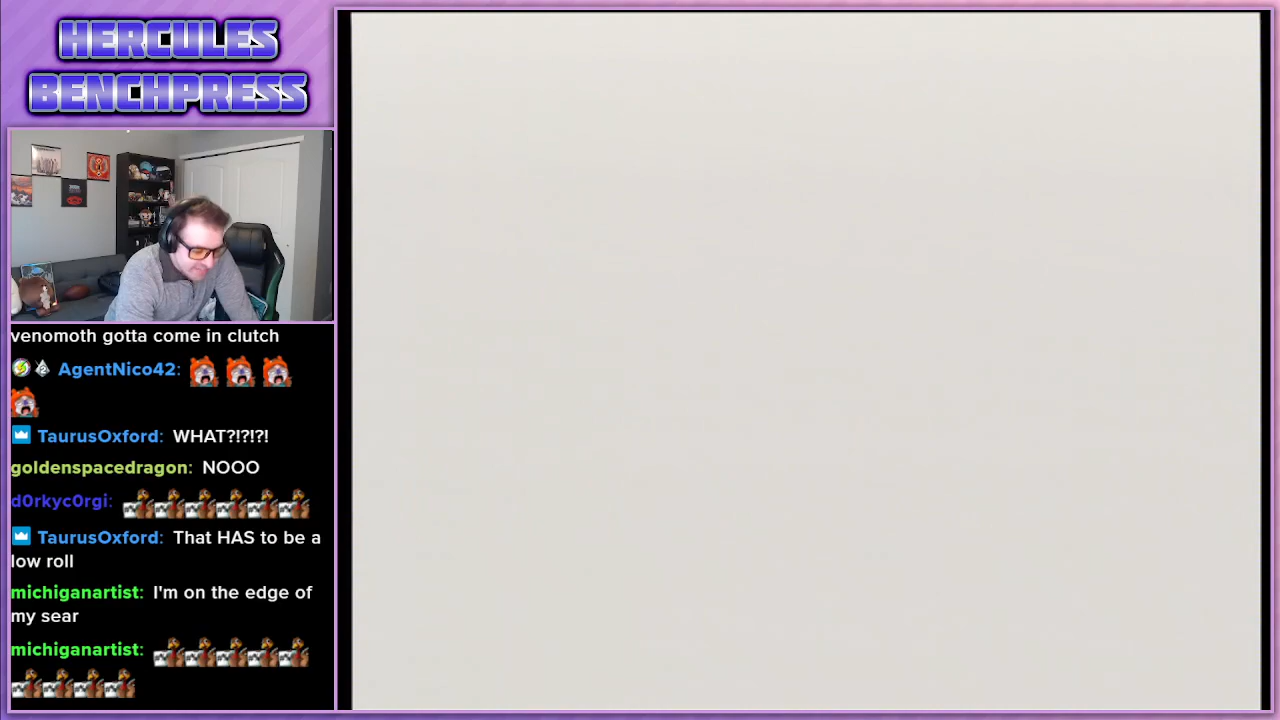 HERCULES
BENCHPRESS
venomoth gotta come in clutch
AgentNico42:
TaurusOxford: WHAT?!?!?!
goldenspacedragon: NOOO
d0rkyc0rgi:
TaurusOxford: That HAS to be a
low roll
michiganartist: I'm on the edge of
my sear
michiganartist: